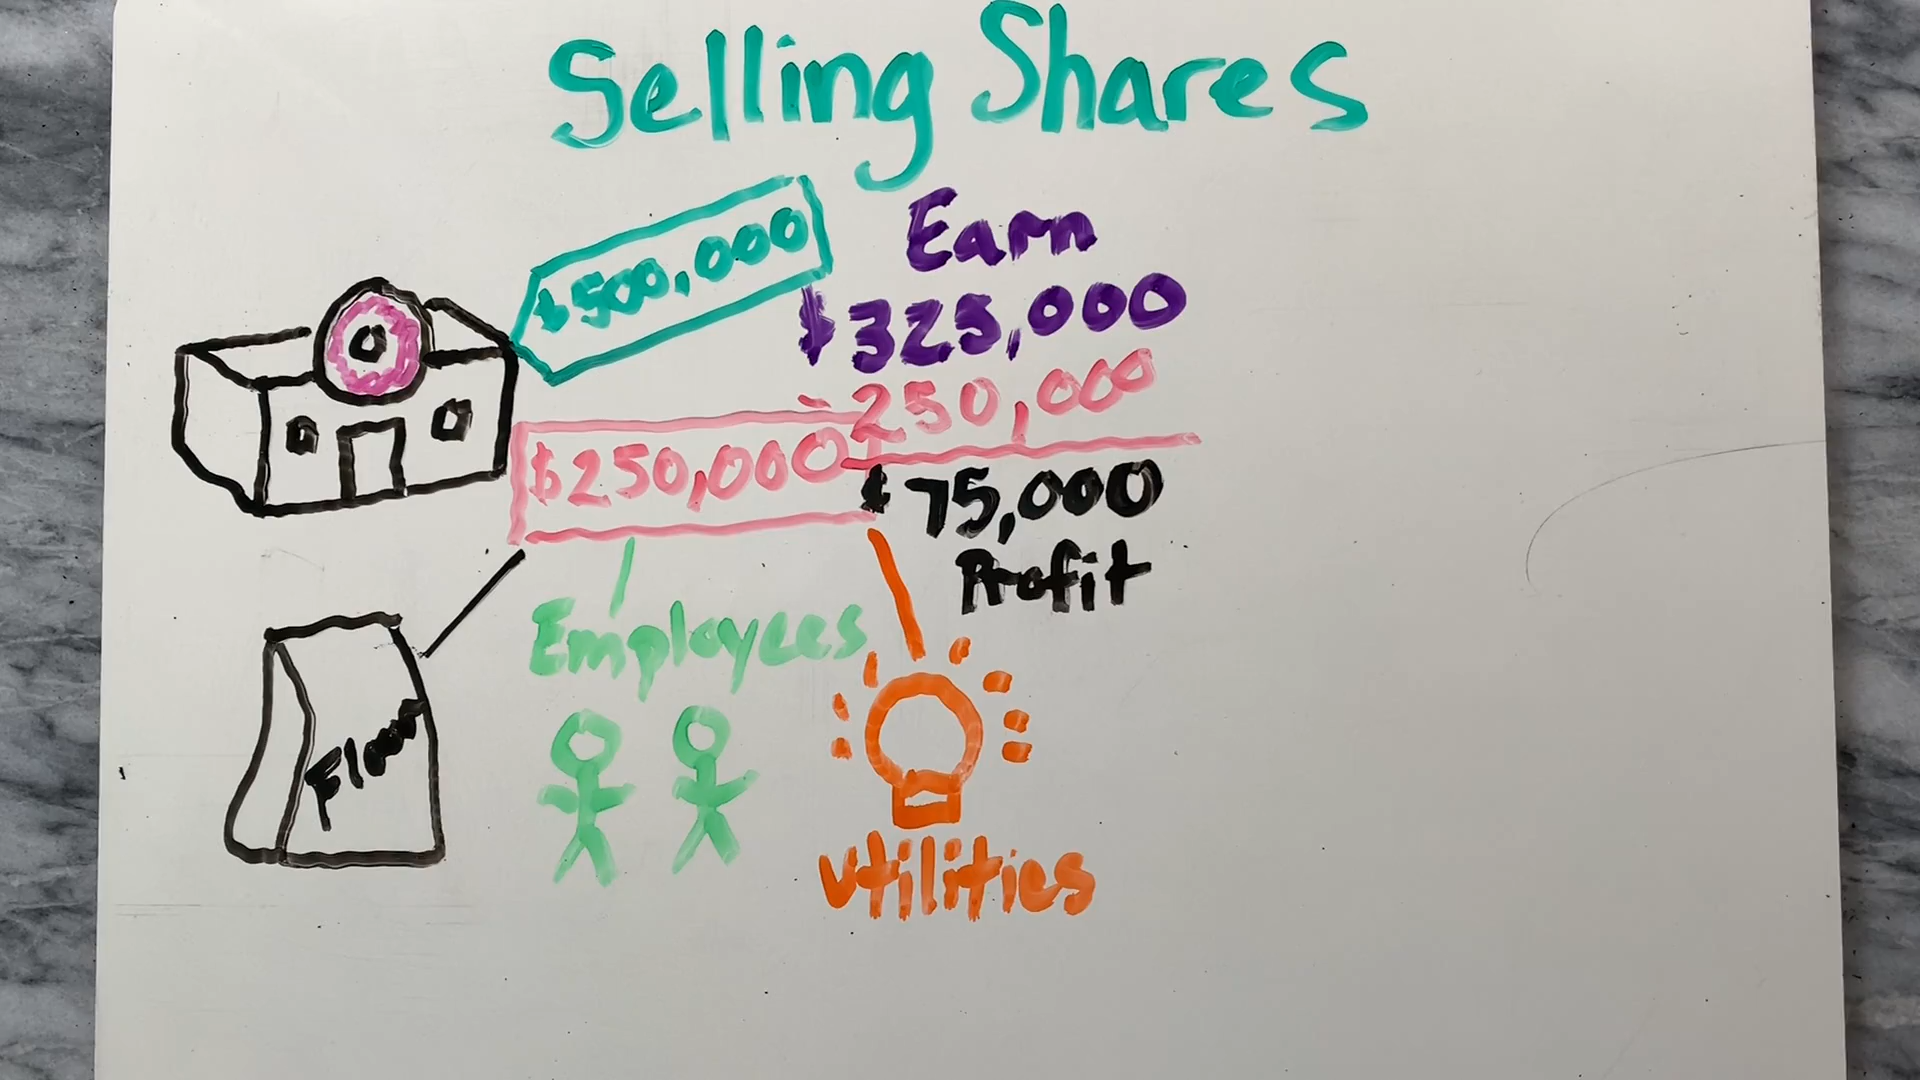 Selling Shares
$500,000
Earn
$325,000
- 250,000
$250,000
$75,000
Profit
Employees
Flour
Utilities